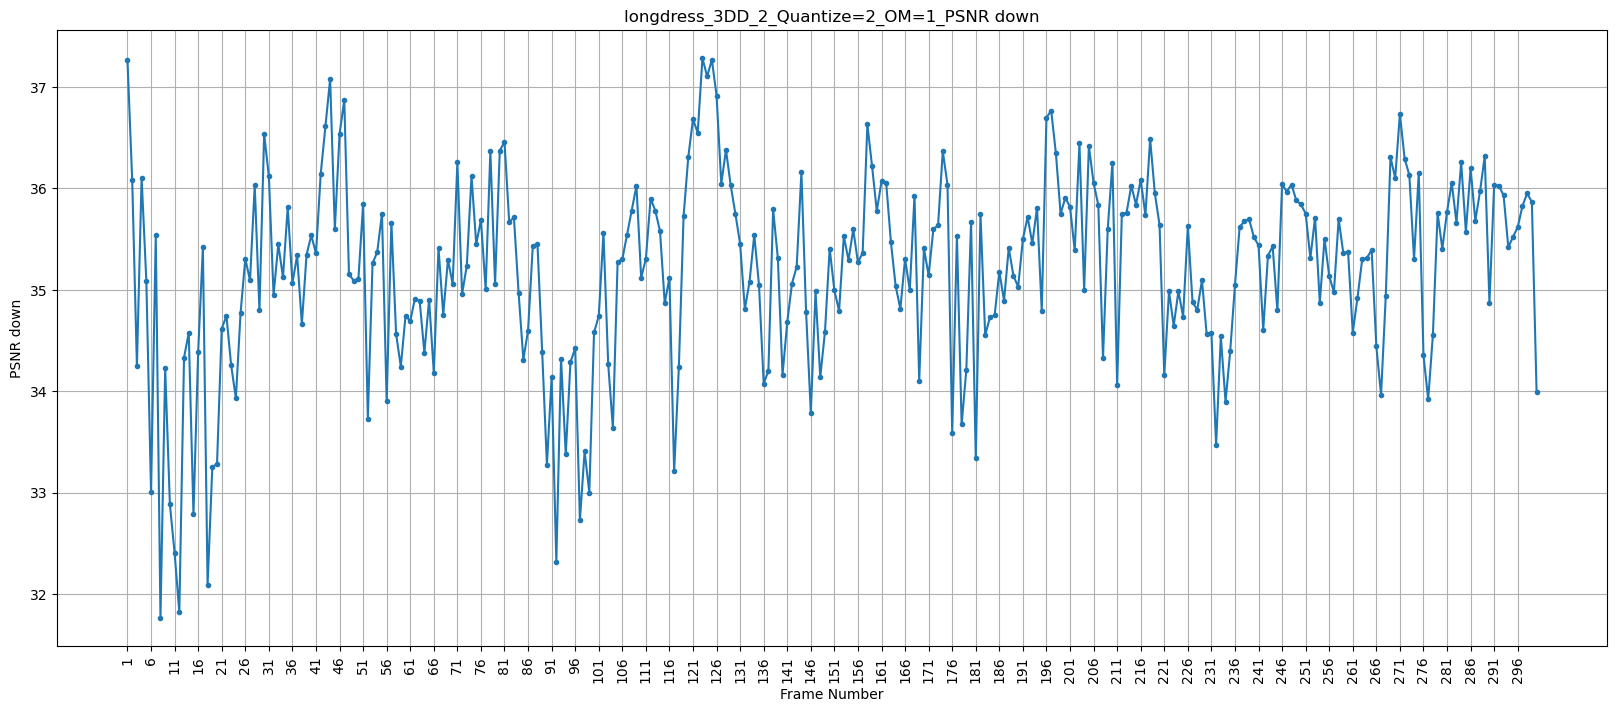 longdress_3DD_2_Quantize=2_OM=1_PSNR down
PSNR down
37
36
35
34
33
32
1 6 11 16 21 26 31 36 41 46 51 56 61 66 71 76 81 86 91 96 101 106 111 116 121 126 131 136 141 146 151 156 161 166 171 176 181 186 191 196 201 206 211 216 221 226 231 236 241 246 251 256 261 266 271 276 281 286 291 296
Frame Number